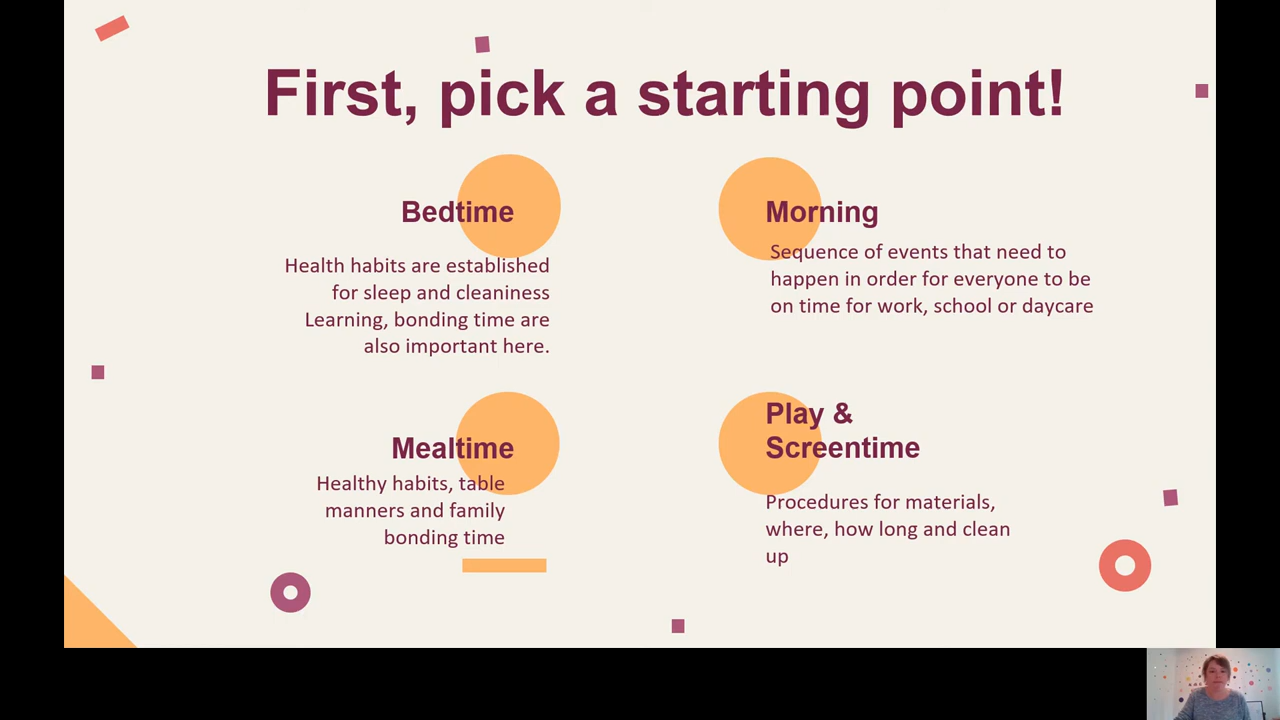 First, pick a starting point!
Bedtime
Health habits are established
for sleep and cleaniness
Learning, bonding time are
also important here.
Morning
Sequence of events that need to
happen in order for everyone to be
on time for work, school or daycare
Mealtime
Healthy habits, table
manners and family
bonding time
Play &
Screentime
Procedures for materials,
where, how long and clean
up